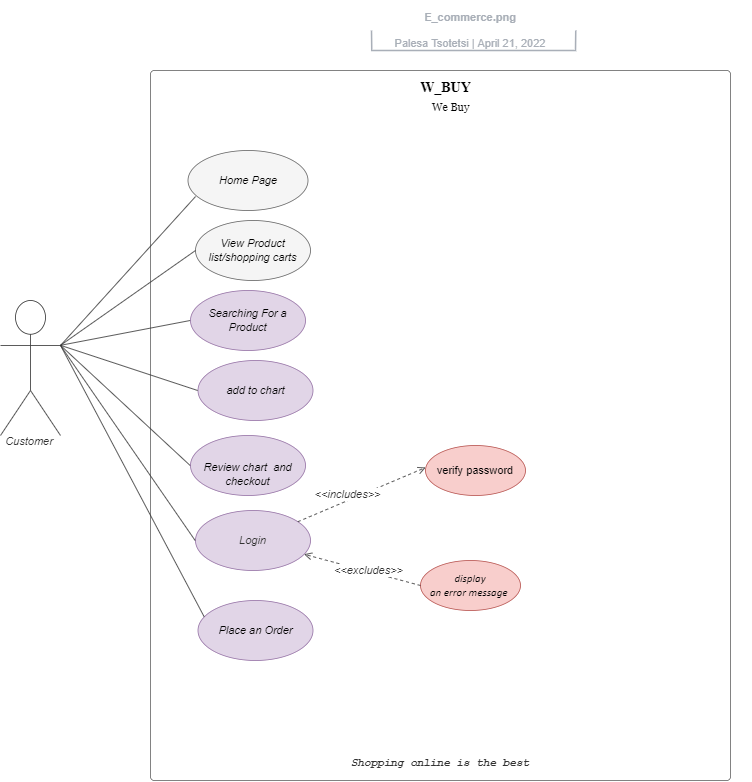 E_commerce.png
Palesa Tsotetsi | April 21, 2022
W_BUY
We Buy
Home Page
View Product
list/shopping carts
Searching For a
Product
add to chart
Customer
Review chart and
checkout
verify password
<<includes>>
Login
<<excludes>>
display
an error message
Place an Order
Shopping online is the best